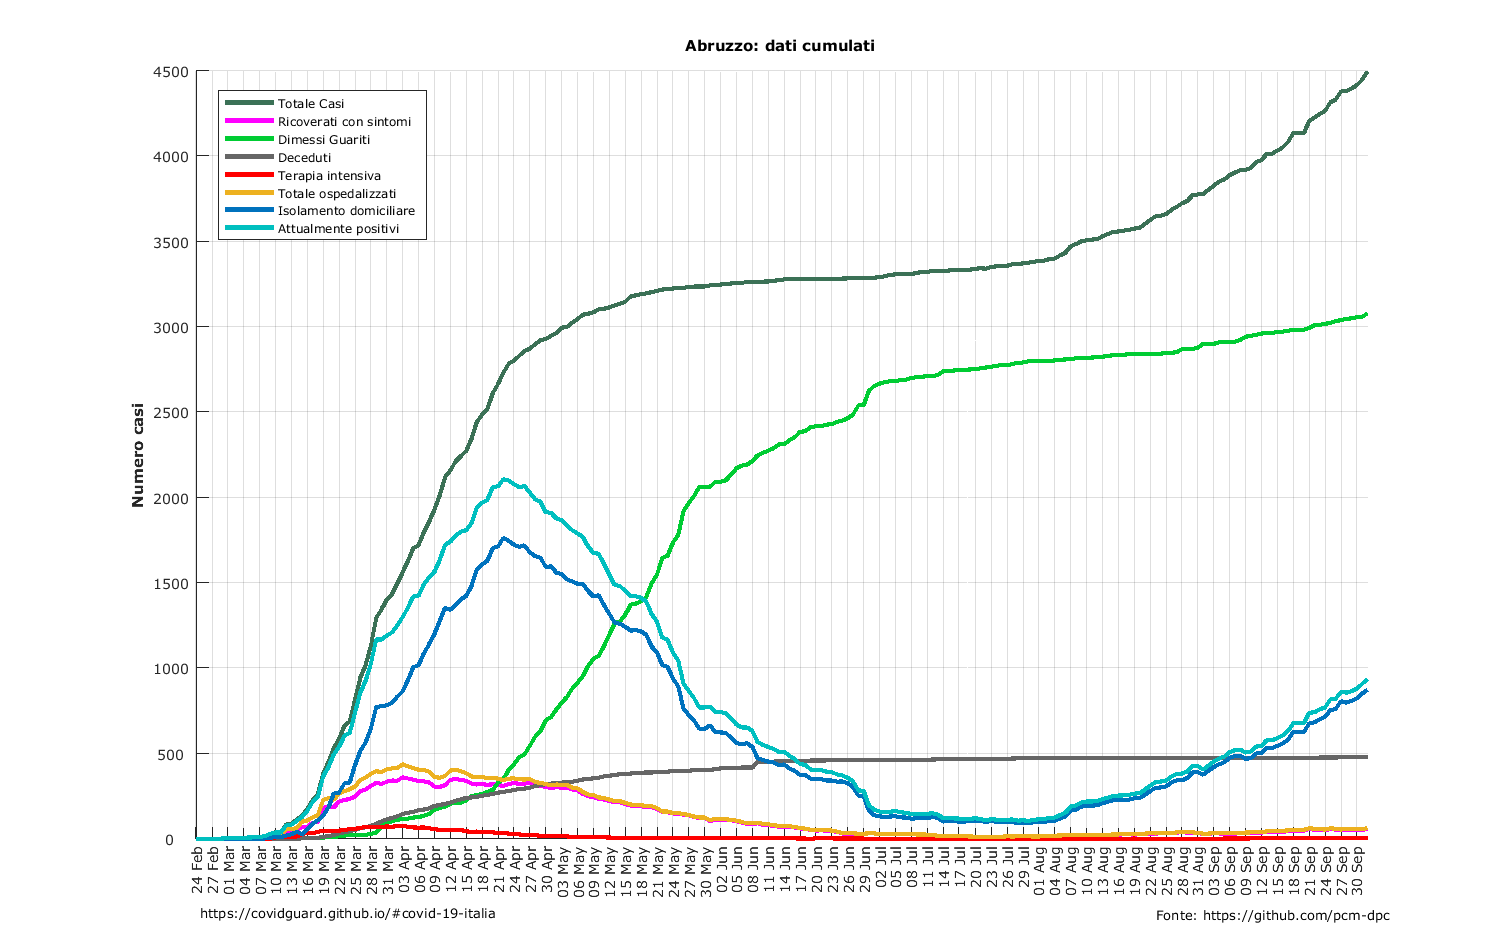 Abruzzo: dati cumulati
4500
4000
3500
3000
2500
2000
1500
1000
500
0
Numero casi
Totale Casi
Ricoverati con sintomi
Dimessi Guariti
Deceduti
Terapia intensiva
Totale ospedalizzati
Isolamento domiciliare
Attualmente positivi
24 Feb
27 Feb
01 Mar
04 Mar
07 Mar
10 Mar
13 Mar
16 Mar
19 Mar
22 Mar
25 Mar
28 Mar
31 Mar
03 Apr
06 Apr
09 Apr
12 Apr
15 Apr
18 Apr
21 Apr
24 Apr
27 Apr
30 Apr
03 May
06 May
09 May
12 May
15 May
18 May
21 May
24 May
27 May
30 May
02 Jun
05 Jun
08 Jun
11 Jun
14 Jun
17 Jun
20 Jun
23 Jun
26 Jun
29 Jun
02 Jul
05 Jul
08 Jul
11 Jul
14 Jul
17 Jul
20 Jul
23 Jul
26 Jul
29 Jul
01 Aug
04 Aug
07 Aug
10 Aug
13 Aug
16 Aug
19 Aug
22 Aug
25 Aug
28 Aug
31 Aug
03 Sep
06 Sep
09 Sep
12 Sep
15 Sep
18 Sep
21 Sep
24 Sep
27 Sep
30 Sep
https://covidguard.github.io/#covid-19-italia
Fonte: https://github.com/pcm-dpc